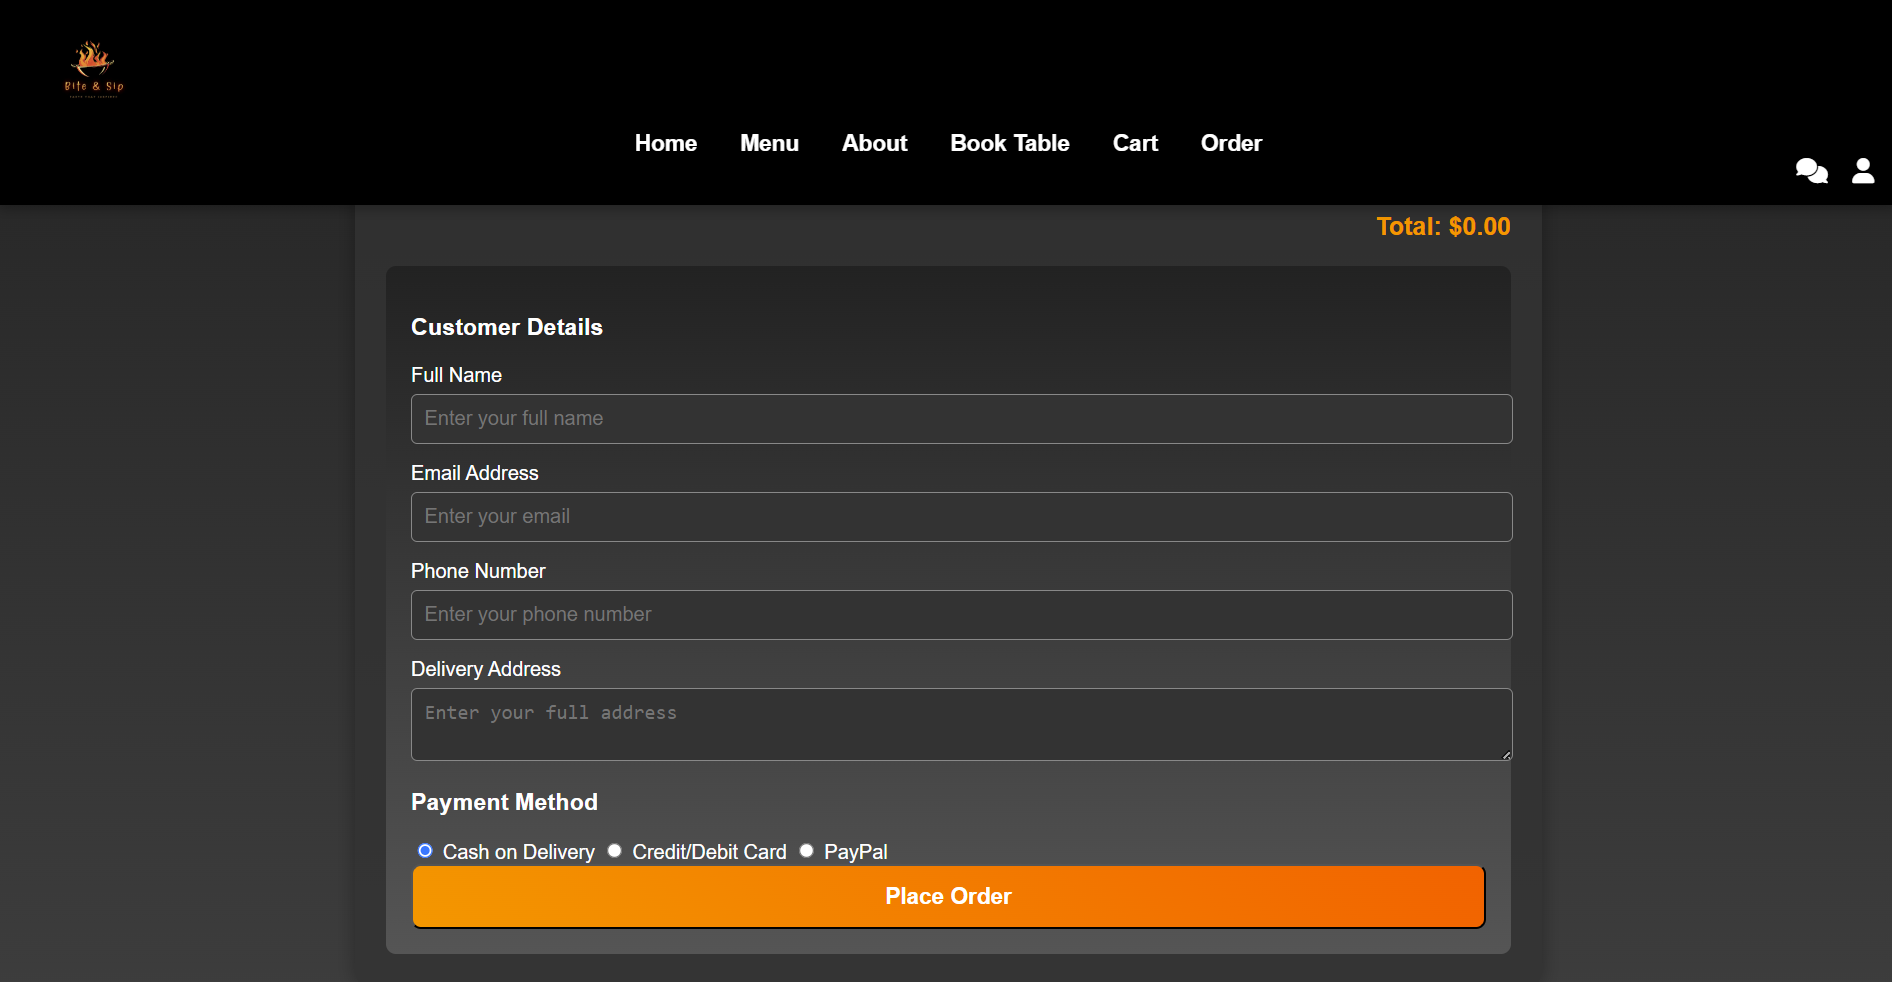 Bite & Sip
Home Menu About Book Table Cart Order
Total: $0.00
Customer Details
Full Name
Enter your full name
Email Address
Enter your email
Phone Number
Enter your phone number
Delivery Address
Enter your full address
Payment Method
Cash on Delivery Credit/Debit Card PayPal
Place Order